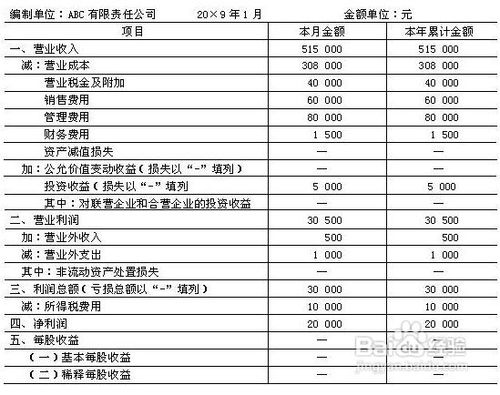 编制单位：ABC有限责任公司 20×9年1月 金额单位：元
项目 本月金额 本年累计金额
一、营业收入 515 000 515 000
减：营业成本 308 000 308 000
营业税金及附加 40 000 40 000
销售费用 60 000 60 000
管理费用 80 000 80 000
财务费用 1 500 1 500
资产减值损失 — —
加：公允价值变动收益（损失以“-”填列） — —
投资收益（损失以“-”填列 5 000 5 000
其中：对联营企业和合营企业的投资收益 — —
二、营业利润 30 500 30 500
加：营业外收入 500 500
减：营业外支出 1 000 1 000
其中：非流动资产处置损失 — —
三、利润总额（亏损总额以“-”填列） 30 000 30 000
减：所得税费用 10 000 10 000
四、净利润 20 000 20 000
五、每股收益 — —
（一）基本每股收益 — —
（二）稀释每股收益 — —
Baidu经验
jingyan.baidu.com